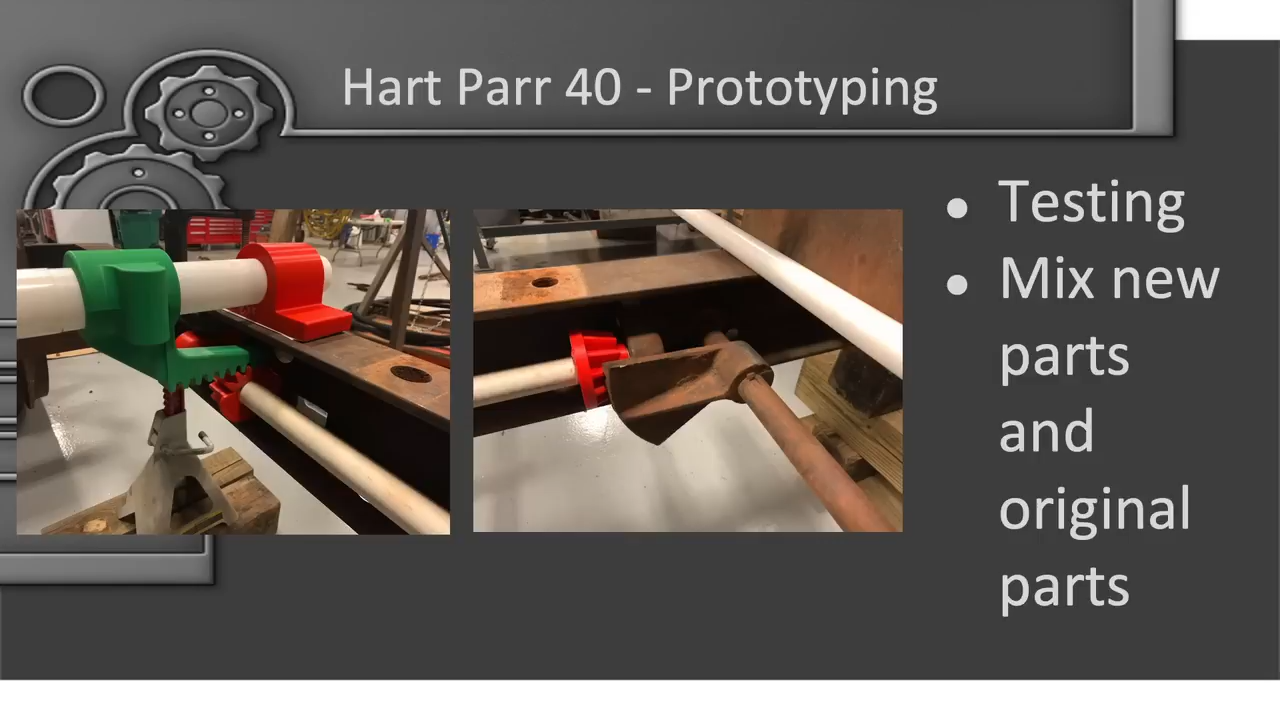 Hart Parr 40 - Prototyping
● Testing
● Mix new
parts
and
original
parts